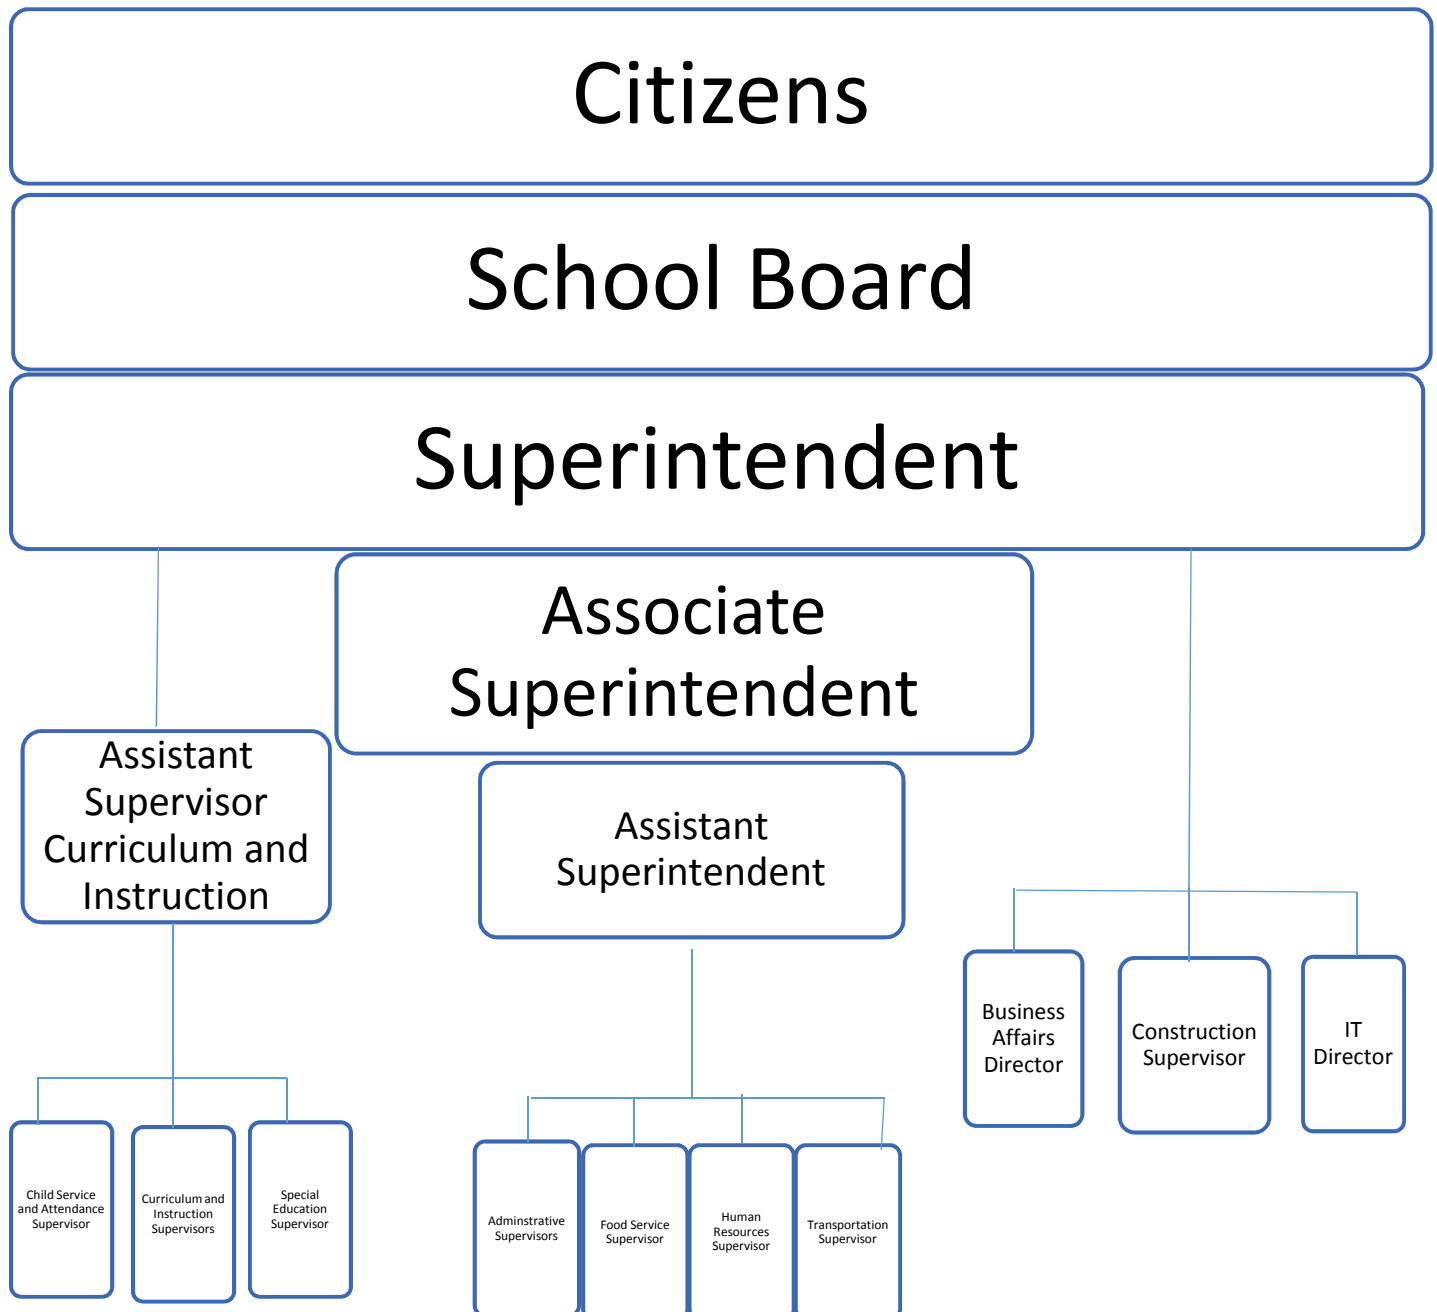 Citizens
School Board
Superintendent
Associate
Superintendent
Assistant
Supervisor
Curriculum and
Instruction
Assistant
Superintendent
Business
Affairs
Director
Construction
Supervisor
IT
Director
Child Service
and Attendance
Supervisor
Curriculum and
Instruction
Supervisors
Special
Education
Supervisor
Adminstrative
Supervisors
Food Service
Supervisor
Human
Resources
Supervisor
Transportation
Supervisor